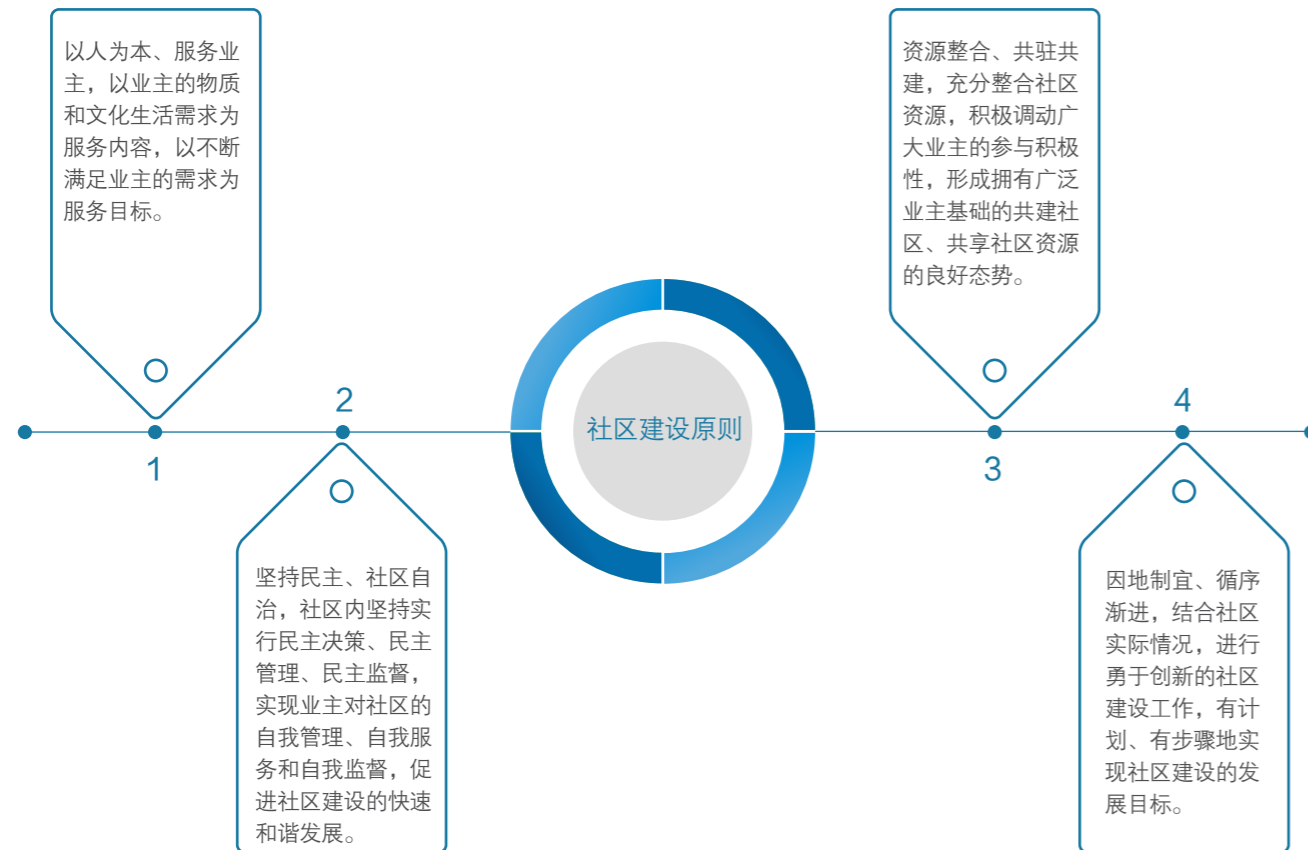 以人为本、服务业
主，以业主的物质
和文化生活需求为
服务内容，以不断
满足业主的需求为
服务目标。
1
2
坚持民主、社区自
治，社区内坚持实
行民主决策、民主
管理、民主监督，
实现业主对社区的
自我管理、自我服
务和自我监督，促
进社区建设的快速
和谐发展。
社区建设原则
资源整合、共驻共
建，充分整合社区
资源，积极调动广
大业主的参与积极
性，形成拥有广泛
业主基础的共建社
区、共享社区资源
的良好态势。
3
4
因地制宜、循序
渐进，结合社区
实际情况，进行
勇于创新的社区
建设工作，有计
划、有步骤地实
现社区建设的发
展目标。